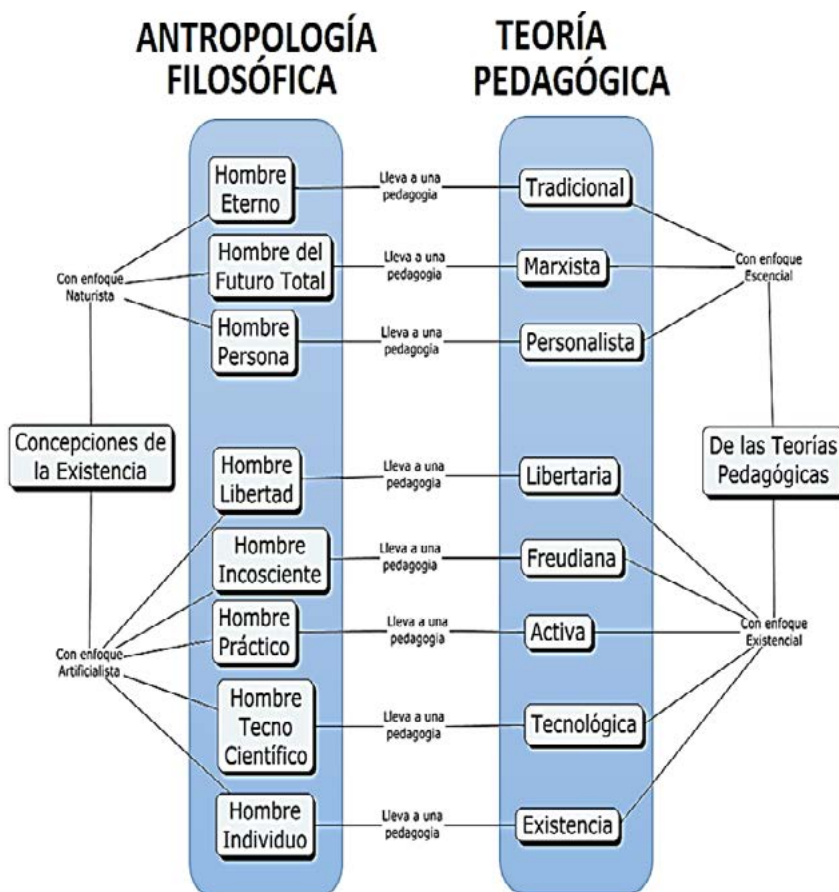 ANTROPOLOGÍA
FILOSÓFICA
TEORÍA
PEDAGÓGICA
Hombre
Eterno
Lleva a una
pedagogia
Tradicional
Con enfoque
Naturista
Hombre del
Futuro Total
Lleva a una
pedagogia
Marxista
Con enfoque
Escencial
Hombre
Persona
Lleva a una
pedagogia
Personalista
Concepciones de
la Existencia
De las Teorías
Pedagógicas
Hombre
Libertad
Lleva a una
pedagogia
Libertaria
Hombre
Incosciente
Lleva a una
pedagogia
Freudiana
Con enfoque
Artificialista
Hombre
Práctico
Lleva a una
pedagogia
Activa
Con enfoque
Existencial
Hombre
Tecno
Científico
Lleva a una
pedagogia
Tecnológica
Hombre
Individuo
Lleva a una
pedagogia
Existencia